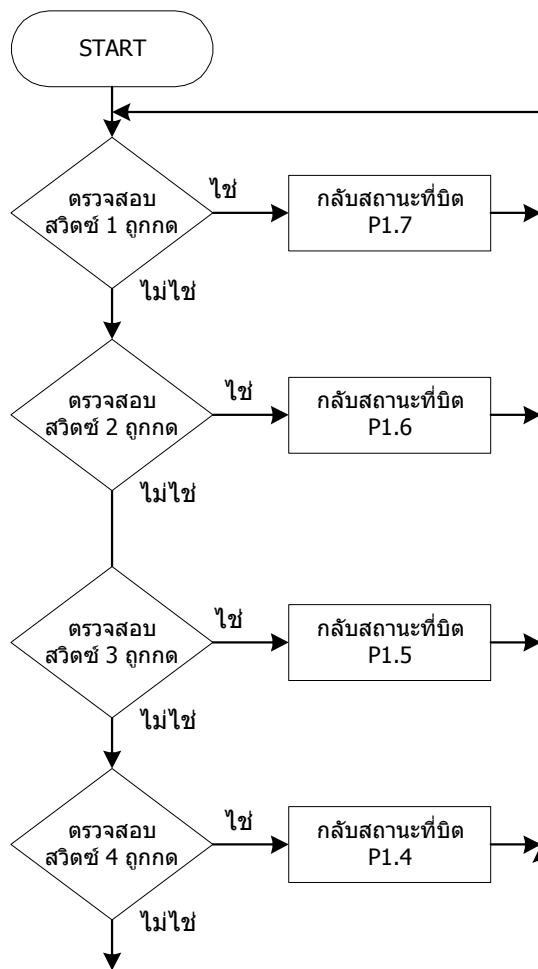 START
ตรวจสอบ
สวิตซ์ 1 ถูกกด
ใช่
กลับสถานะที่บิต
P1.7
ไม่ใช่
ตรวจสอบ
สวิตซ์ 2 ถูกกด
ใช่
กลับสถานะที่บิต
P1.6
ไม่ใช่
ตรวจสอบ
สวิตซ์ 3 ถูกกด
ใช่
กลับสถานะที่บิต
P1.5
ไม่ใช่
ตรวจสอบ
สวิตซ์ 4 ถูกกด
ใช่
กลับสถานะที่บิต
P1.4
ไม่ใช่